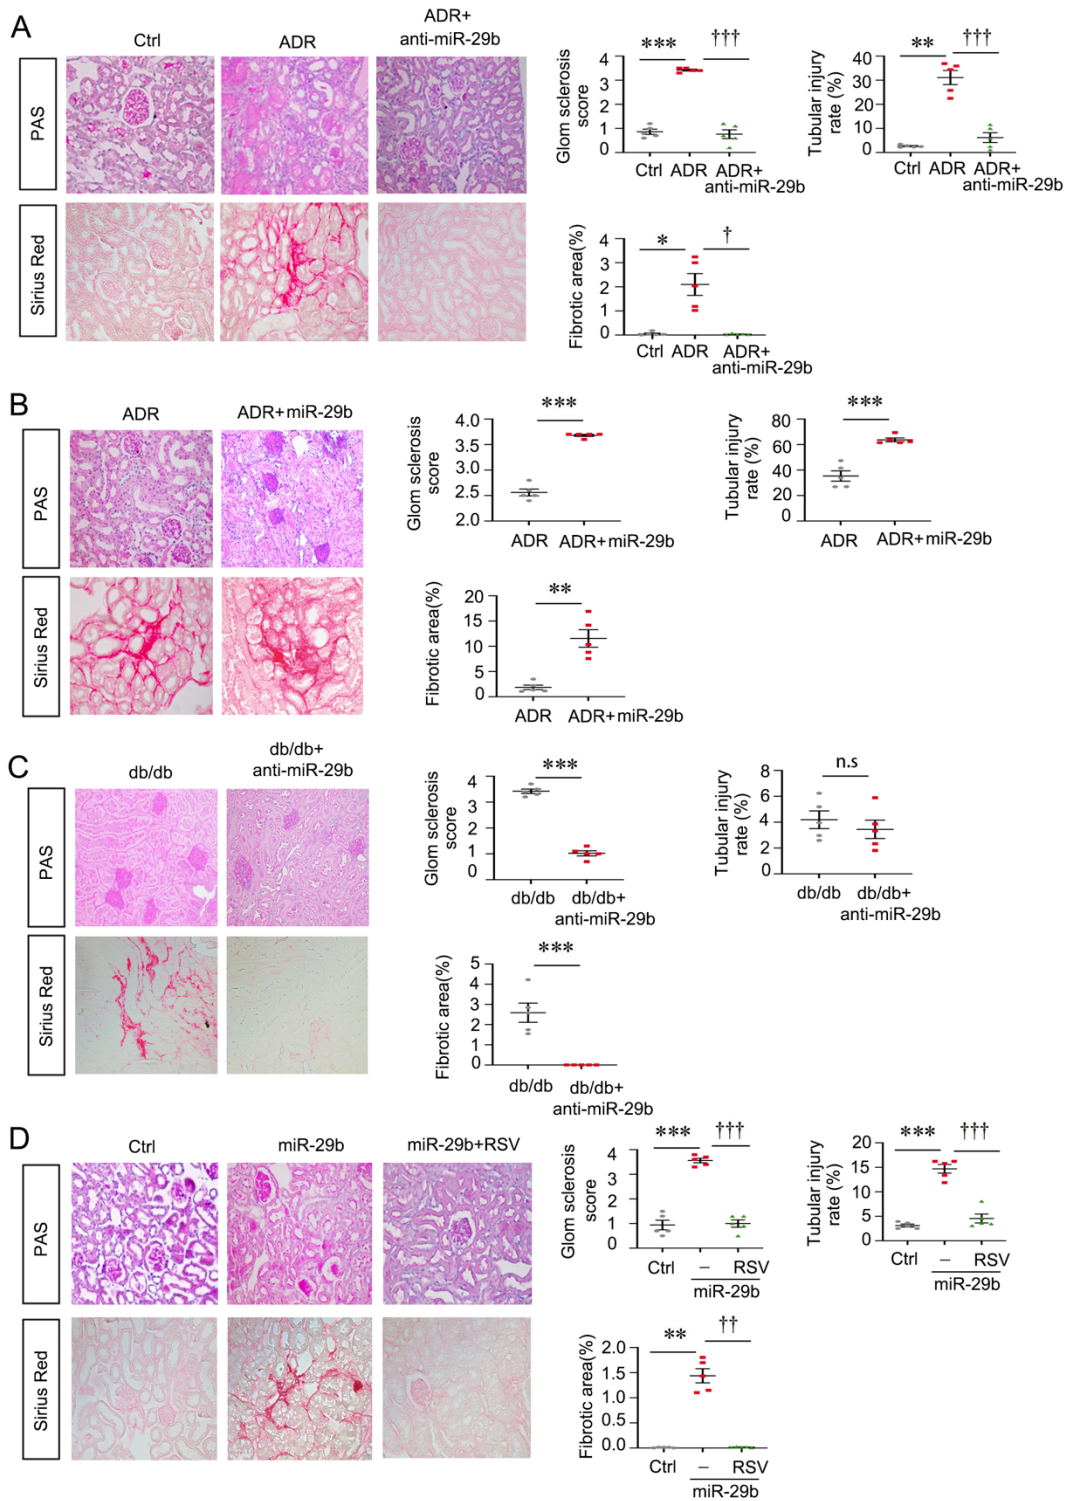 A
Ctrl
ADR
ADR+
anti-miR-29b
PAS
Sirius Red
Glom sclerosis
score
4
3
2
1
0
***
†††
Ctrl
ADR
ADR+
anti-miR-29b
Tubular injury
rate (%)
40
30
20
10
0
**
†††
Ctrl
ADR
ADR+
anti-miR-29b
Fibrotic area(%)
4
3
2
1
0
*
†
Ctrl
ADR
ADR+
anti-miR-29b
B
ADR
ADR+miR-29b
PAS
Sirius Red
Glom sclerosis
score
4.0
3.5
3.0
2.5
2.0
***
ADR
ADR+miR-29b
Tubular injury
rate (%)
80
60
40
20
0
***
ADR
ADR+miR-29b
Fibrotic area(%)
20
15
10
5
0
**
ADR
ADR+miR-29b
C
db/db
db/db+
anti-miR-29b
PAS
Sirius Red
Glom sclerosis
score
4
3
2
1
0
***
db/db
db/db+
anti-miR-29b
Tubular injury
rate (%)
8
6
4
2
0
n.s
db/db
db/db+
anti-miR-29b
Fibrotic area(%)
5
4
3
2
1
0
***
db/db
db/db+
anti-miR-29b
D
Ctrl
miR-29b
miR-29b+RSV
PAS
Sirius Red
Glom sclerosis
score
4
3
2
1
0
***
†††
Ctrl
–
RSV
miR-29b
Tubular injury
rate (%)
20
15
10
5
0
***
†††
Ctrl
–
RSV
miR-29b
Fibrotic area(%)
2.0
1.5
1.0
0.5
0.0
**
††
Ctrl
–
RSV
miR-29b